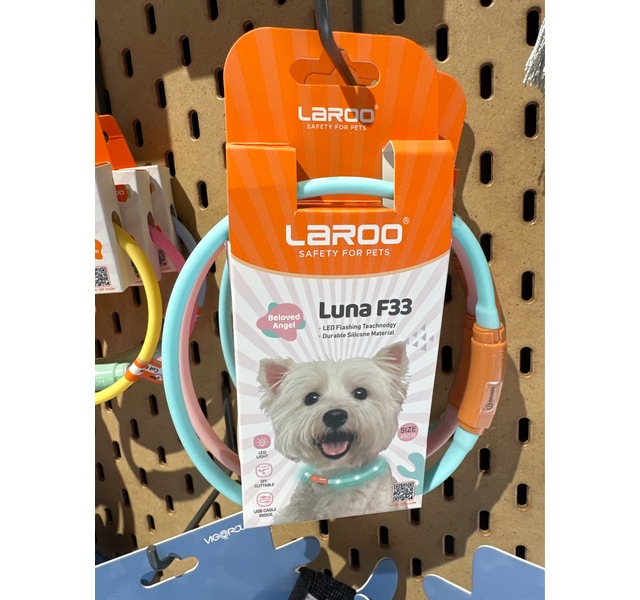 LAROO®
SAFETY FOR PETS
LAROO®
SAFETY FOR PETS
Beloved
Angel
Luna F33
- LED Flashing Teachnodgy
- Durable Silicone Material
SIZE
LED
LIGHT
DIY
CUTTABLE
USB CABLE
INSIDE